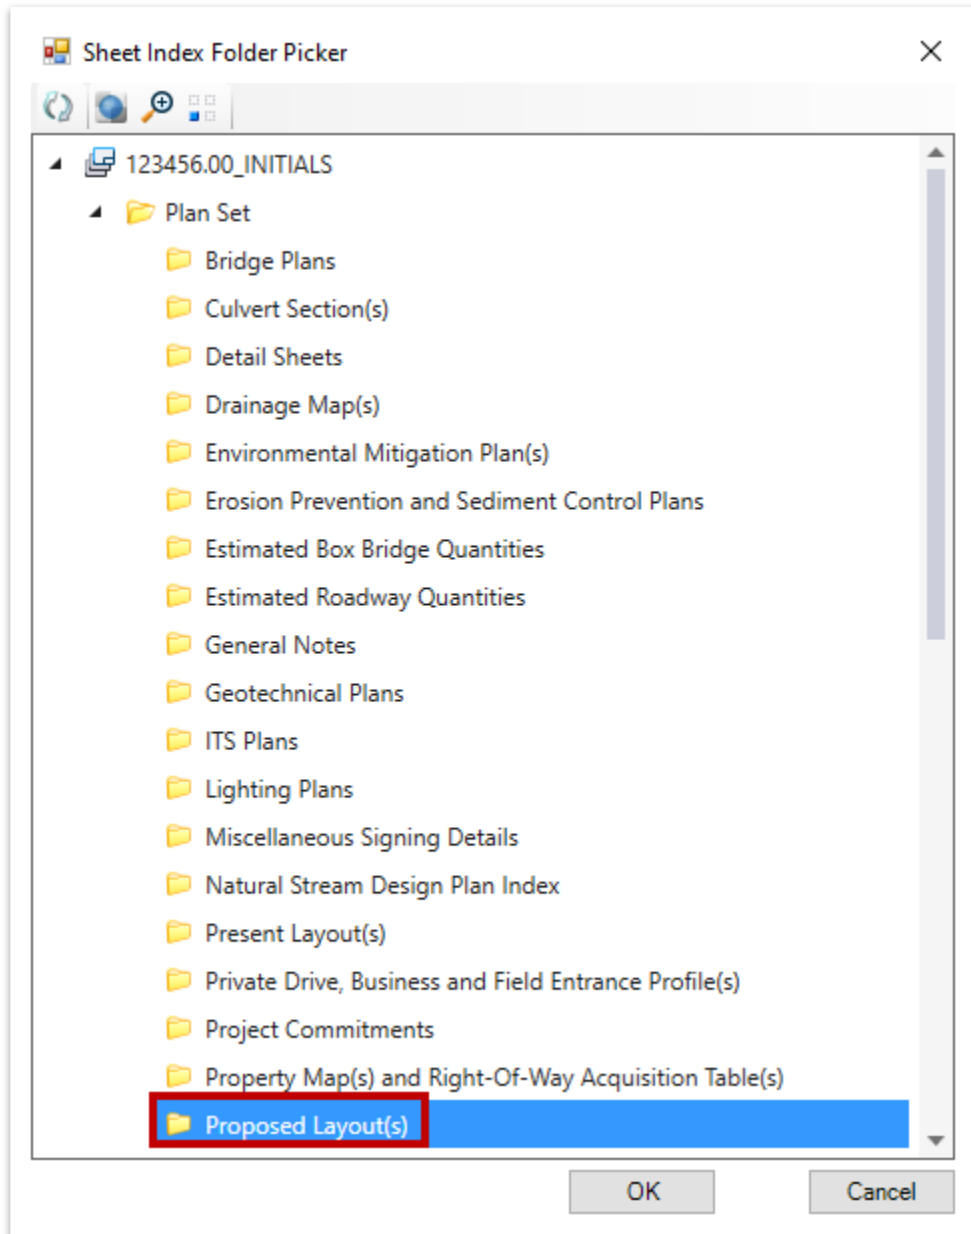 Sheet Index Folder Picker
123456.00_INITIALS
Plan Set
Bridge Plans
Culvert Section(s)
Detail Sheets
Drainage Map(s)
Environmental Mitigation Plan(s)
Erosion Prevention and Sediment Control Plans
Estimated Box Bridge Quantities
Estimated Roadway Quantities
General Notes
Geotechnical Plans
ITS Plans
Lighting Plans
Miscellaneous Signing Details
Natural Stream Design Plan Index
Present Layout(s)
Private Drive, Business and Field Entrance Profile(s)
Project Commitments
Property Map(s) and Right-Of-Way Acquisition Table(s)
Proposed Layout(s)
OK Cancel